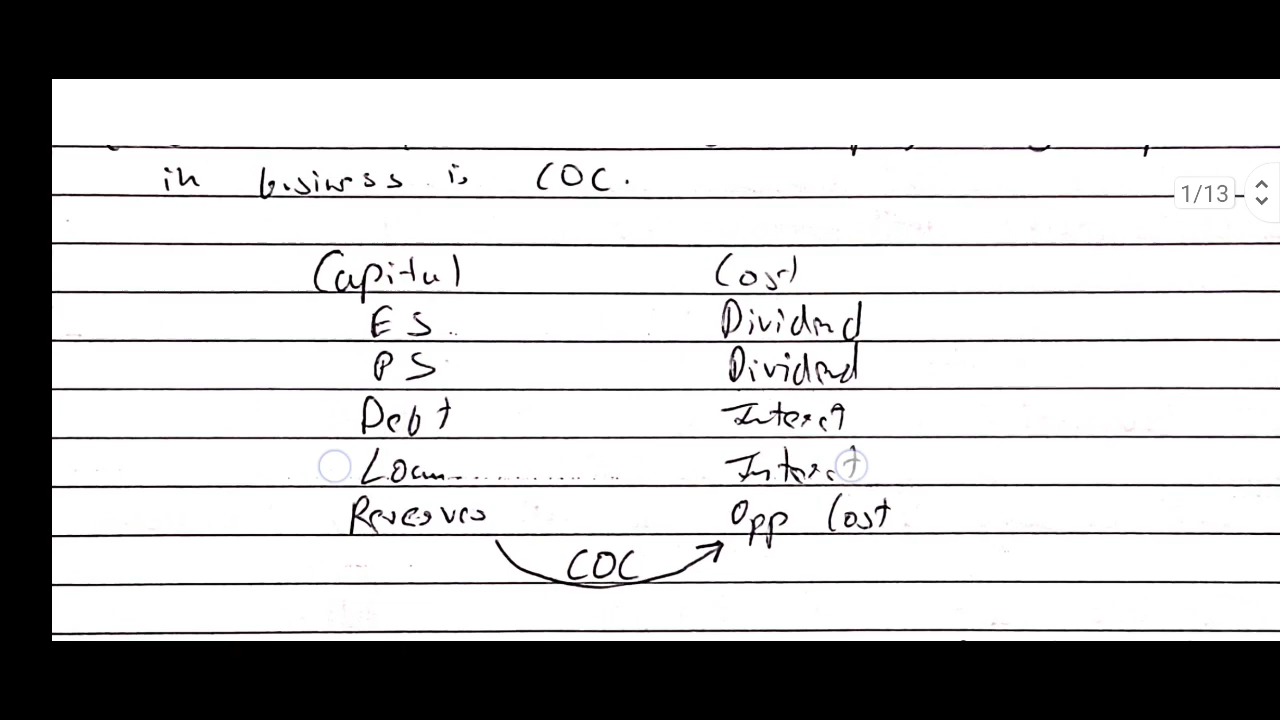 in business is COC.
1/13
Capital Cost
ES Dividend
PS Dividend
Debt Interest
Loan Interest
Reserves Opp Cost
COC